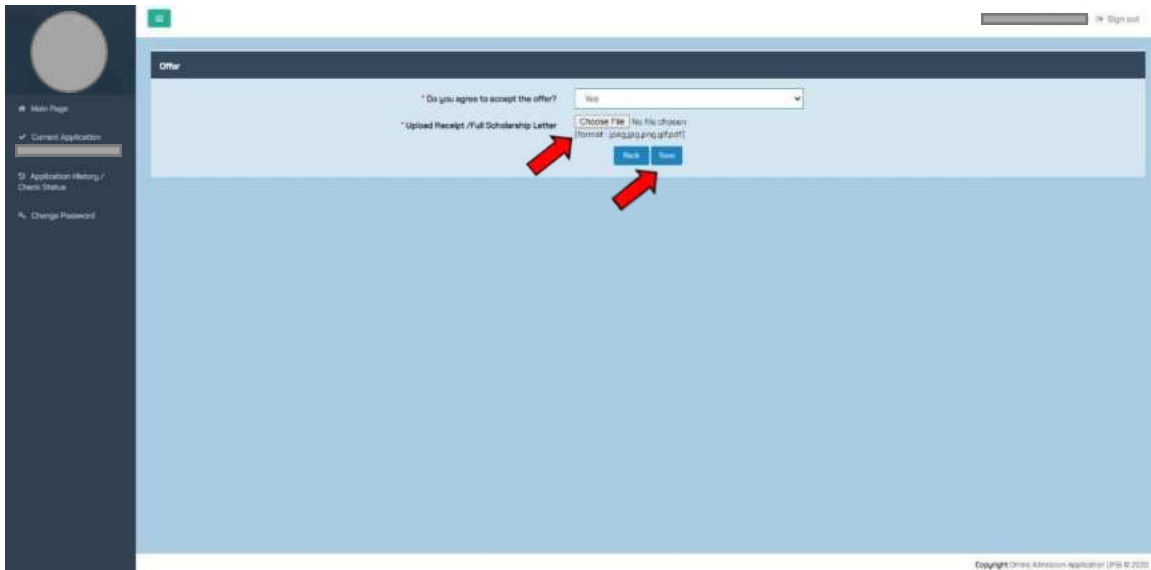 Sign out
Offer
* Do you agree to accept the offer?
Yes
* Upload Receipt /Full Scholarship Letter
Choose File No file chosen
[format : jpeg,jpg,png,gif,pdf]
Back Save
Main Page
Current Application
Application History /
Check Status
Change Password
Copyright Online Admission Application